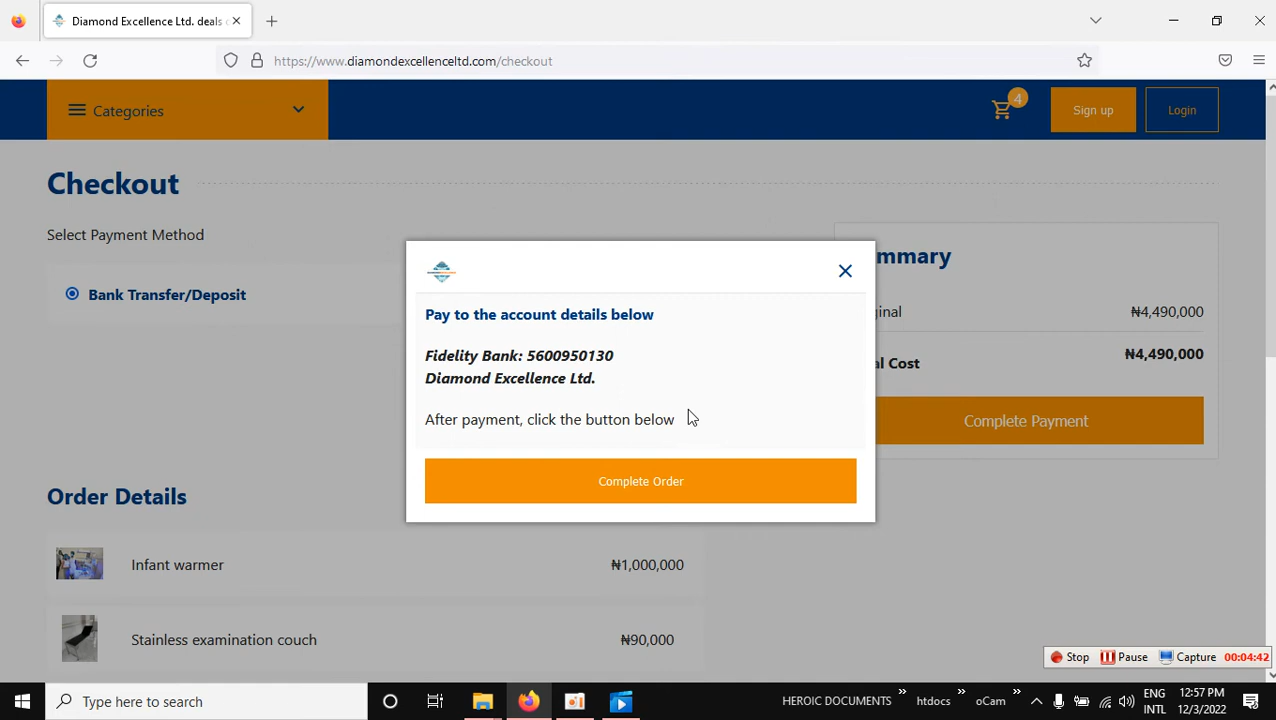 Diamond Excellence Ltd. deals
https://www.diamondexcellenceltd.com/checkout
Categories
4
Sign up
Login
Checkout
Select Payment Method
Bank Transfer/Deposit
Pay to the account details below
Fidelity Bank: 5600950130
Diamond Excellence Ltd.
After payment, click the button below
Complete Order
mmary
ginal
₦4,490,000
al Cost
₦4,490,000
Complete Payment
Order Details
Infant warmer
₦1,000,000
Stainless examination couch
₦90,000
Stop
Pause
Capture
00:04:42
Type here to search
HEROIC DOCUMENTS
htdocs
oCam
ENG
INTL
12:57 PM
12/3/2022